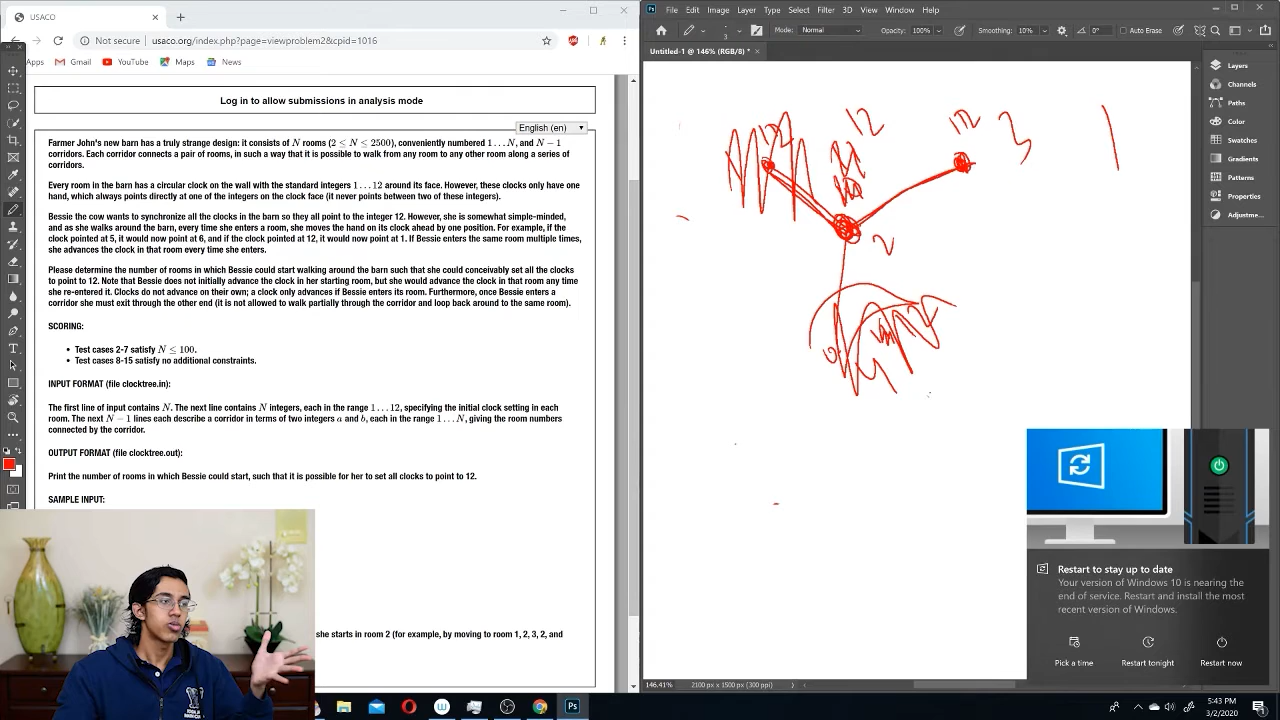 USACO
Not secure | usaco.org/index.php?page=viewproblem2&cpid=1016
Apps Gmail YouTube Maps News
Log in to allow submissions in analysis mode
English (en)
Farmer John's new barn has a truly strange design: it consists of N rooms (2 ≤ N ≤ 2500), conveniently numbered 1…N, and N − 1
corridors. Each corridor connects a pair of rooms, in such a way that it is possible to walk from any room to any other room along a series of
corridors.
Every room in the barn has a circular clock on the wall with the standard integers 1…12 around its face. However, these clocks only have one
hand, which always points directly at one of the integers on the clock face (it never points between two of these integers).
Bessie the cow wants to synchronize all the clocks in the barn so they all point to the integer 12. However, she is somewhat simple-minded,
and as she walks around the barn, every time she enters a room, she moves the hand on its clock ahead by one position. For example, if the
clock pointed at 5, it would now point at 6, and if the clock pointed at 12, it would now point at 1. If Bessie enters the same room multiple times,
she advances the clock in that room every time she enters.
Please determine the number of rooms in which Bessie could start walking around the barn such that she could conceivably set all the clocks
to point to 12. Note that Bessie does not initially advance the clock in her starting room, but she would advance the clock in that room any time
she re-entered it. Clocks do not advance on their own; a clock only advances if Bessie enters its room. Furthermore, once Bessie enters a
corridor she must exit through the other end (it is not allowed to walk partially through the corridor and loop back around to the same room).
SCORING:
Test cases 2-7 satisfy N ≤ 100.
Test cases 8-15 satisfy no additional constraints.
INPUT FORMAT (file clocktree.in):
The first line of input contains N. The next line contains N integers, each in the range 1…12, specifying the initial clock setting in each
room. The next N − 1 lines each describe a corridor in terms of two integers a and b, each in the range 1…N, giving the room numbers
connected by the corridor.
OUTPUT FORMAT (file clocktree.out):
Print the number of rooms in which Bessie could start, such that it is possible for her to set all clocks to point to 12.
SAMPLE INPUT:
she starts in room 2 (for example, by moving to room 1, 2, 3, 2, and
Ps File Edit Image Layer Type Select Filter 3D View Window Help
3 Mode: Normal Opacity: 100% Smoothing: 10% 0° Auto Erase
Untitled-1 @ 146% (RGB/8) *
12 12 3 1
2
Layers
Channels
Paths
Color
Swatches
Gradients
Patterns
Properties
Adjustme...
146.41% 2100 px x 1500 px (300 ppi)
Restart to stay up to date
Your version of Windows 10 is nearing the
end of service. Restart and install the most
recent version of Windows.
Pick a time Restart tonight Restart now
5:43 PM
3/2/2020